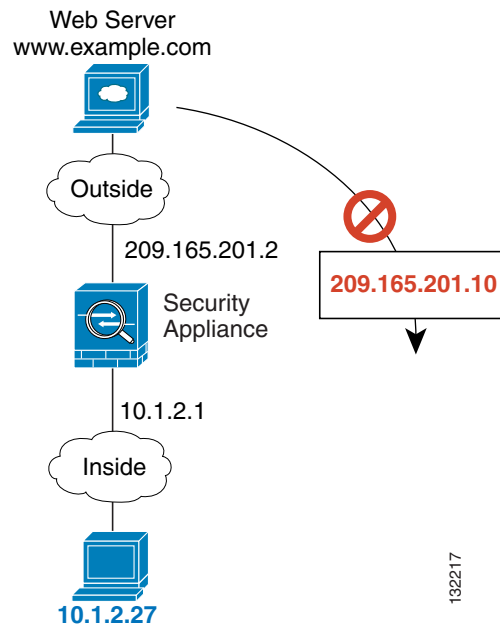 Web Server
www.example.com
Outside
209.165.201.2
209.165.201.10
Security
Appliance
10.1.2.1
Inside
132217
10.1.2.27